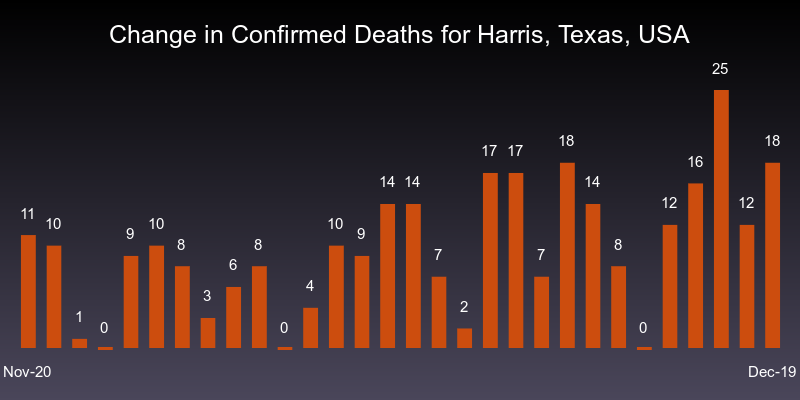 Change in Confirmed Deaths for Harris, Texas, USA
11 10 1 0 9 10 8 3 6 8 0 4 10 9 14 14 7 2 17 17 7 18 14 8 0 12 16 25 12 18
Nov-20 Dec-19